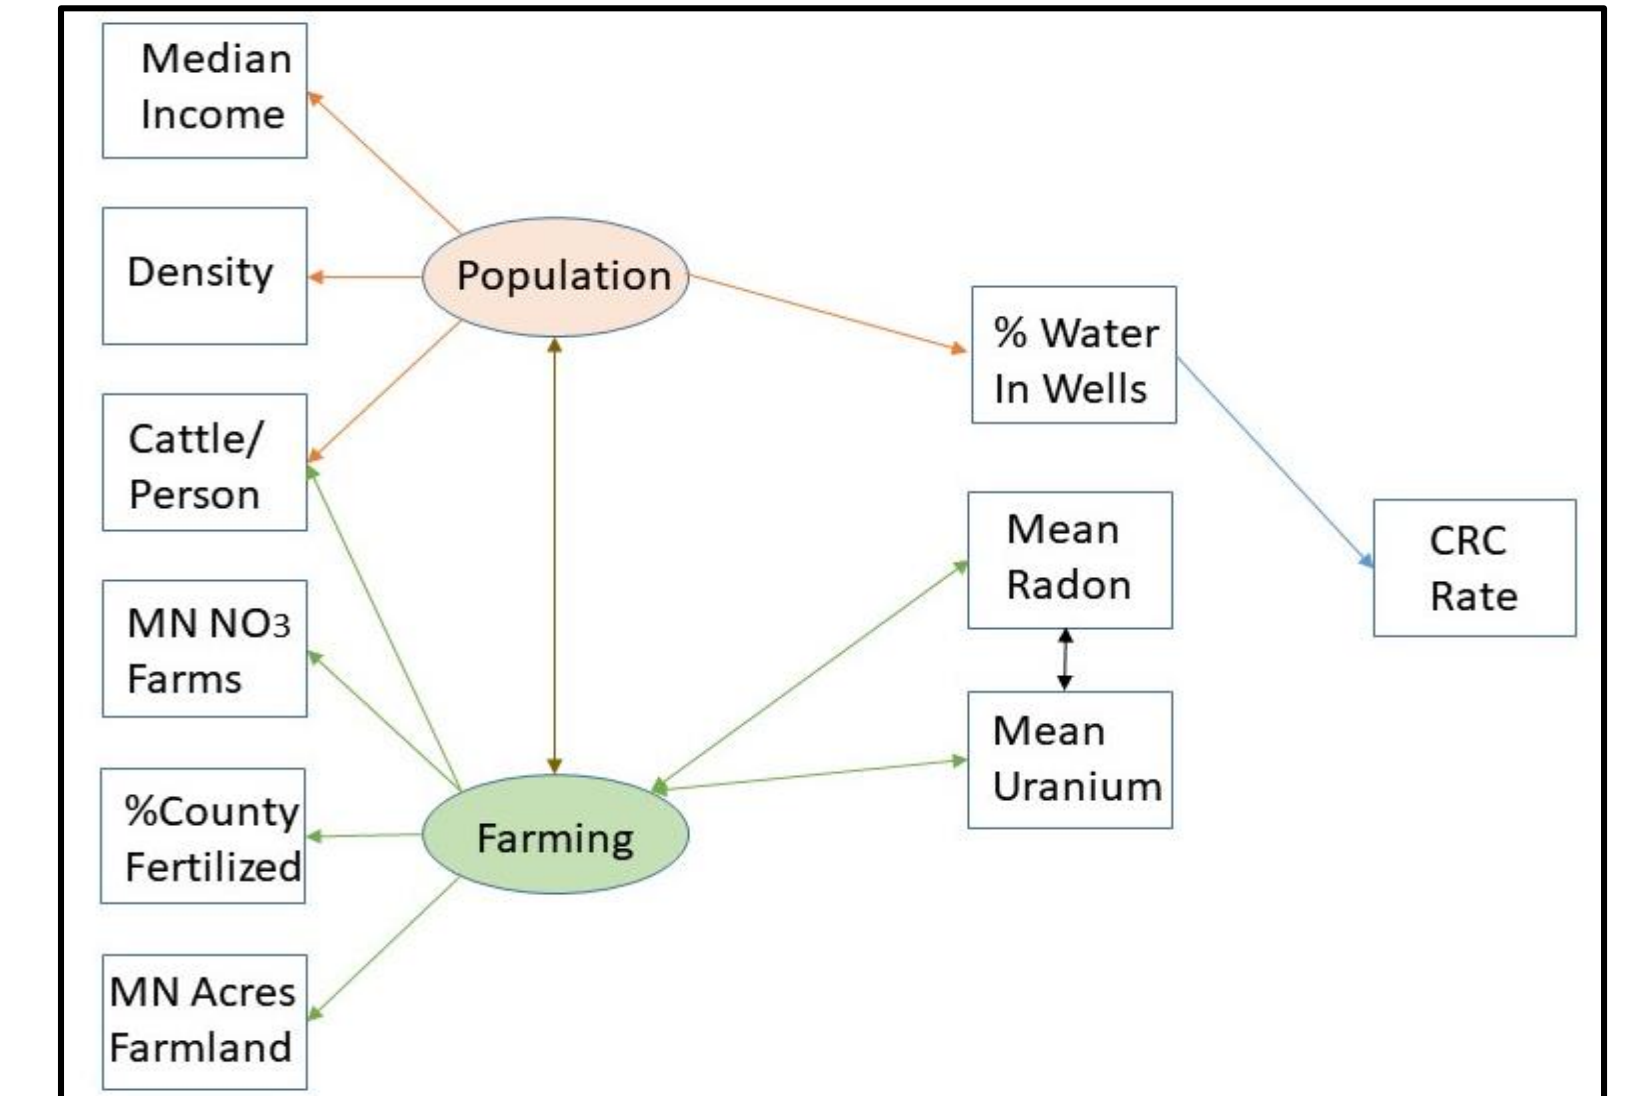 Median
Income
Density
Population
Cattle/
Person
% Water
In Wells
MN NO3
Farms
Mean
Radon
CRC
Rate
%County
Fertilized
Farming
Mean
Uranium
MN Acres
Farmland